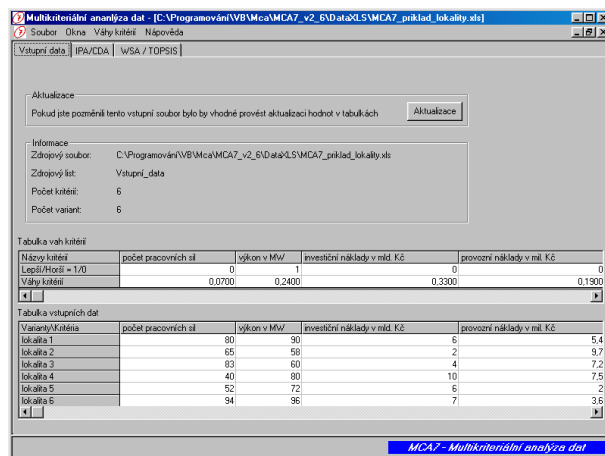 Multikriteriální ananlýza dat - [C:\Programování\VB\Mca\MCA7_v2_6\DataXLS\MCA7_priklad_lokality.xls]
Soubor Okna Váhy kritérií Nápověda
Vstupní data IPA/CDA WSA / TOPSIS
Aktualizace
Pokud jste pozměnili tento vstupní soubor bylo by vhodné provést aktualizaci hodnot v tabulkách Aktualizace
Informace
Zdrojový soubor: C:\Programování\VB\Mca\MCA7_v2_6\DataXLS\MCA7_priklad_lokality.xls
Zdrojový list: Vstupní_data
Počet kritérií: 6
Počet variant: 6
Tabulka vah kritérií
Názvy kritérií počet pracovních sil výkon v MW investiční náklady v mld. Kč provozní náklady v mil. Kč
Lepší/Horší = 1/0 0 1 0 0
Váhy kritérií 0,0700 0,2400 0,3300 0,1900
Tabulka vstupních dat
Varianty\Kritéria počet pracovních sil výkon v MW investiční náklady v mld. Kč provozní náklady v mil. Kč
lokalita 1 80 90 6 5,4
lokalita 2 65 58 2 9,7
lokalita 3 83 60 4 7,2
lokalita 4 40 80 10 7,5
lokalita 5 52 72 6 2
lokalita 6 94 96 7 3,6
MCA7 - Multikriteriální analýza dat